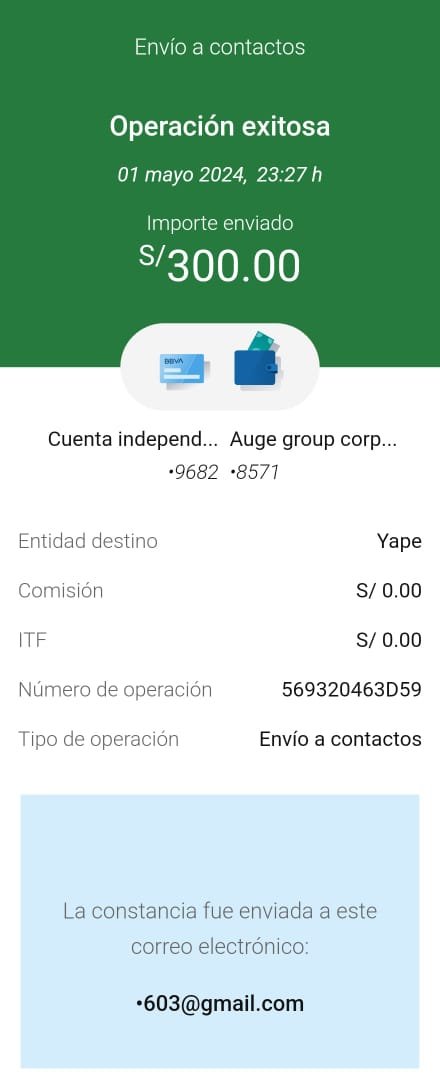 Envío a contactos
Operación exitosa
01 mayo 2024, 23:27 h
Importe enviado
S/300.00
BBVA
Cuenta independ... Auge group corp...
•9682 •8571
Entidad destino Yape
Comisión S/ 0.00
ITF S/ 0.00
Número de operación 569320463D59
Tipo de operación Envío a contactos
La constancia fue enviada a este
correo electrónico:
•603@gmail.com